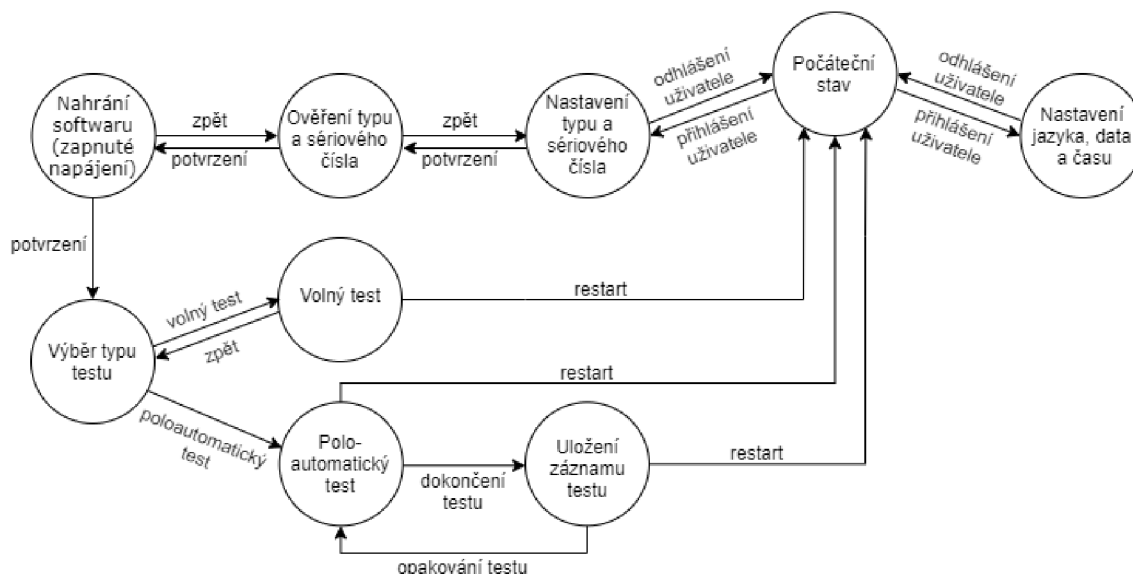 Počáteční
stav
odhlášení
uživatele
přihlášení
uživatele
odhlášení
uživatele
přihlášení
uživatele
Nahrání
softwaru
(zapnuté
napájení)
zpět
potvrzení
Ověření typu
a sériového
čísla
zpět
potvrzení
Nastavení
typu a
sériového
čísla
Nastavení
jazyka, data
a času
potvrzení
Volný test
restart
volný test
zpět
Výběr typu
testu
restart
poloautomatický
test
Polo-
automatický
test
dokončení
testu
Uložení
záznamu
testu
restart
opakování testu